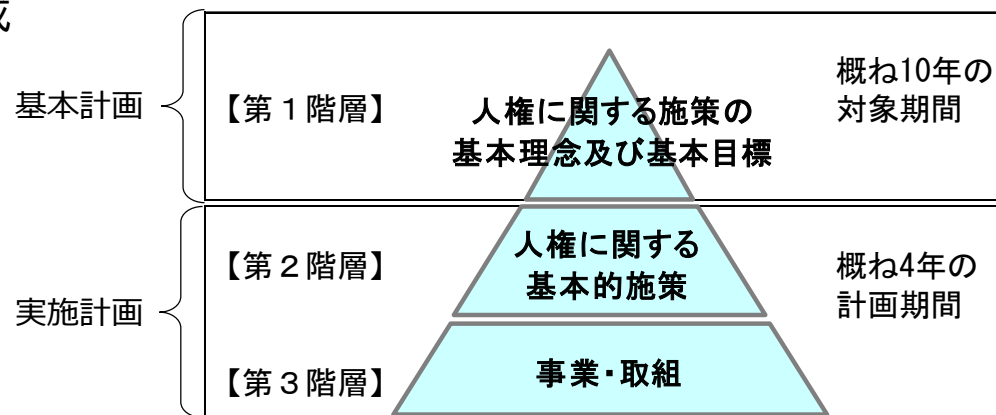 成
基本計画
【第１階層】
人権に関する施策の
基本理念及び基本目標
概ね10年の
対象期間
実施計画
【第２階層】
人権に関する
基本的施策
概ね4年の
計画期間
【第３階層】
事業・取組